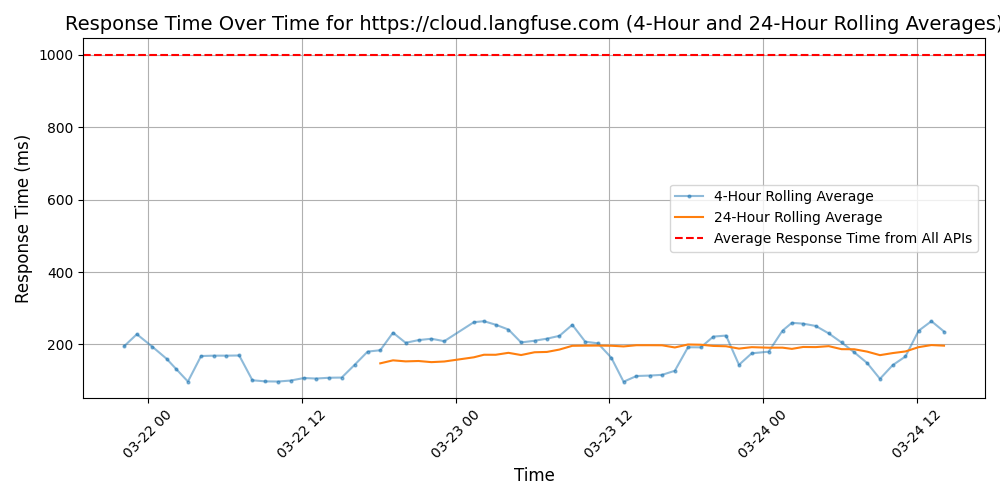 Response Time Over Time for https://cloud.langfuse.com (4-Hour and 24-Hour Rolling Averages)
Response Time (ms)
1000
800
600
400
200
4-Hour Rolling Average
24-Hour Rolling Average
Average Response Time from All APIs
03-22 00
03-22 12
03-23 00
03-23 12
03-24 00
03-24 12
Time